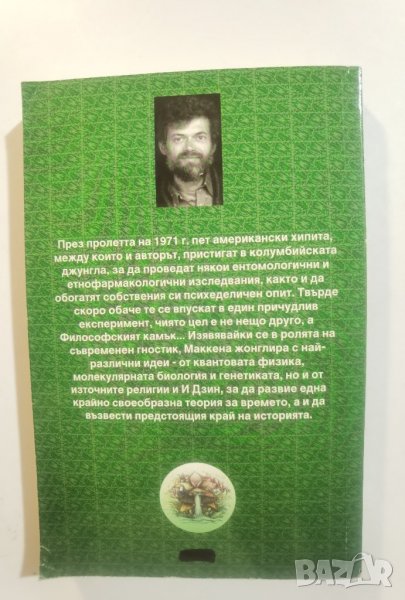 През пролетта на 1971 г. пет американски хипита,
между които и авторът, пристигат в колумбийската
джунгла, за да проведат някои ентомологични и
етнофармакологични изследвания, както и да
обогатят собствения си психеделичен опит. Твърде
скоро обаче те се впускат в един причудлив
експеримент, чиято цел е не нещо друго, а
Философският камък... Изявявайки се в ролята на
съвременен гностик, Маккена жонглира с най-
различни идеи - от квантовата физика,
молекулярната биология и генетиката, но и от
източните религии и И Дзин, за да развие една
крайно своеобразна теория за времето, а и да
възвести предстоящия край на историята.
BAZAR
bg